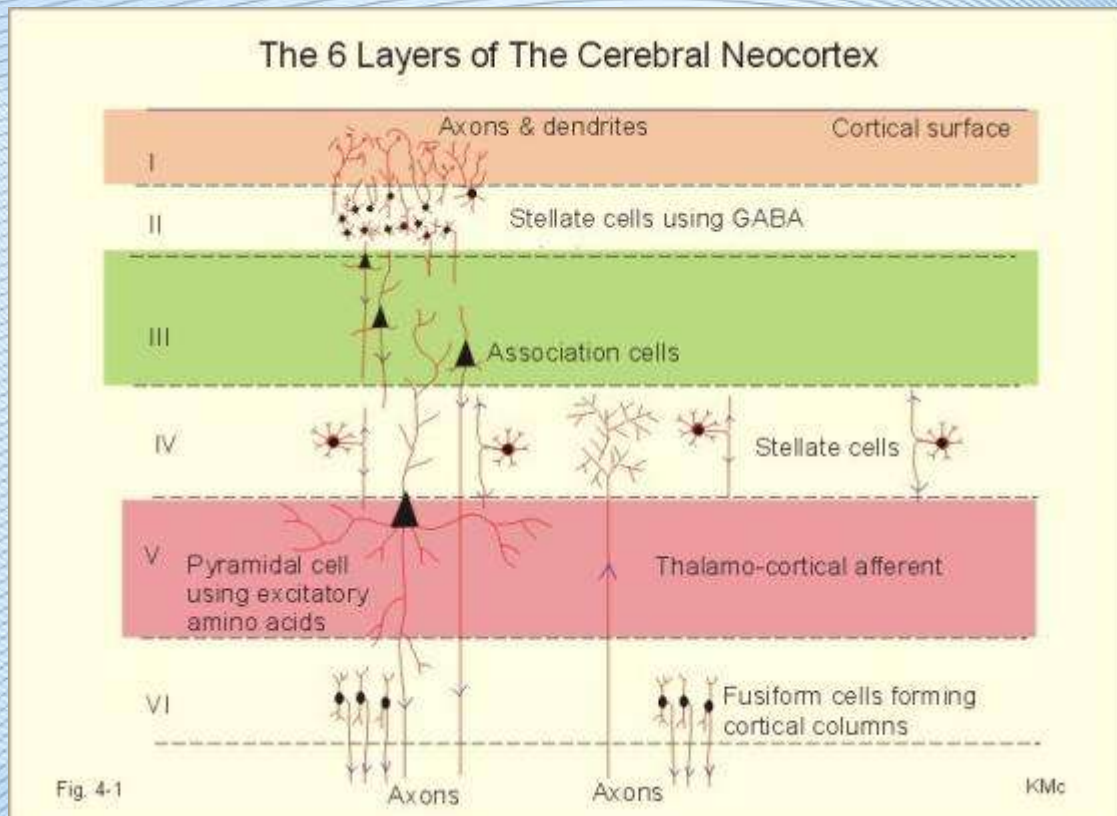 The 6 Layers of The Cerebral Neocortex
Axons & dendrites
Cortical surface
I
II
Stellate cells using GABA
III
Association cells
IV
Stellate cells
V
Pyramidal cell
using excitatory
amino acids
Thalamo-cortical afferent
VI
Fusiform cells forming
cortical columns
Fig. 4-1
Axons
Axons
KMc